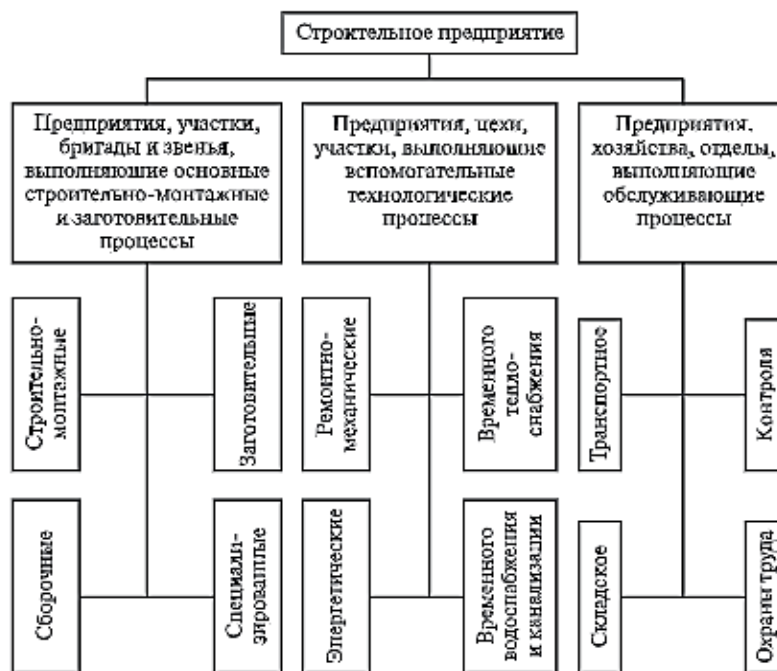 Строктельное предприятие
Предприятия, участки,
бригады и звенья,
выполняющие основные
строительно-монтажные
и заготовительные
процессы
Предприятия, цехи,
участки, выполняющие
вспомогательные
технологические
процессы
Предприятия,
хозяйства, отделы,
выполняющие
обслуживающие
процессы
Строительно-
монтажные
Заготовительные
Ремонтно-
механические
Временного
тепло-
снабжения
Транспортное
Контроля
Сборочные
Специали-
зированные
Энергетические
Временного
водоснабжения
и канализации
Складское
Охраны труда